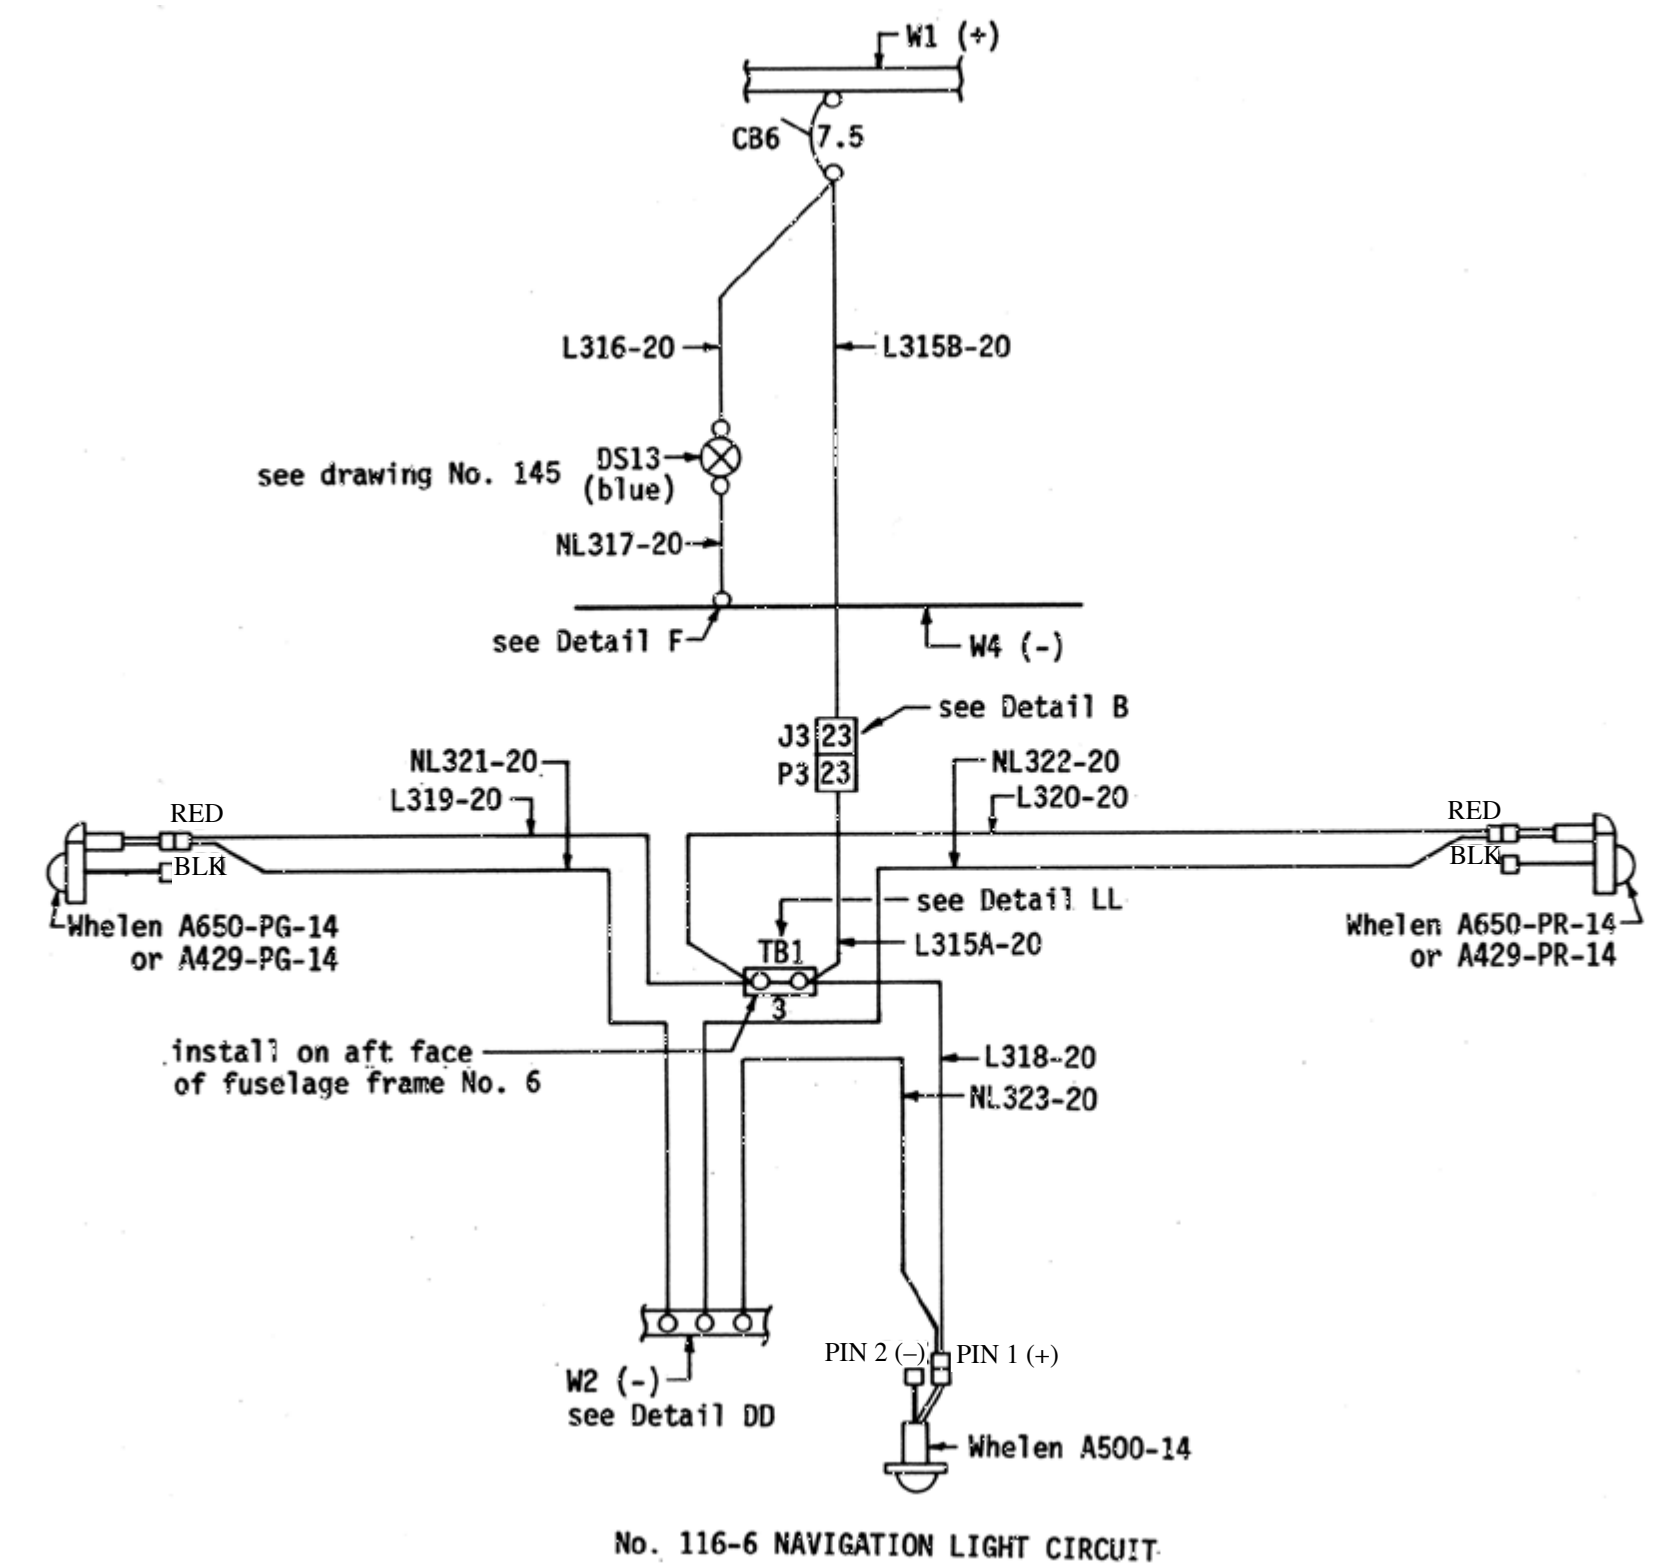 W1 (+)
CB6 7.5
L316-20
L315B-20
see drawing No. 145
DS13
(blue)
NL317-20
see Detail F
W4 (-)
see Detail B
J3 23
P3 23
NL321-20
L319-20
NL322-20
L320-20
RED
BLK
RED
BLK
Whelen A650-PG-14
or A429-PG-14
see Detail LL
TB1
L315A-20
3
Whelen A650-PR-14
or A429-PR-14
install on aft face
of fuselage frame No. 6
L318-20
NL323-20
W2 (-)
see Detail DD
PIN 2 (–)
PIN 1 (+)
Whelen A500-14
No. 116-6 NAVIGATION LIGHT CIRCUIT